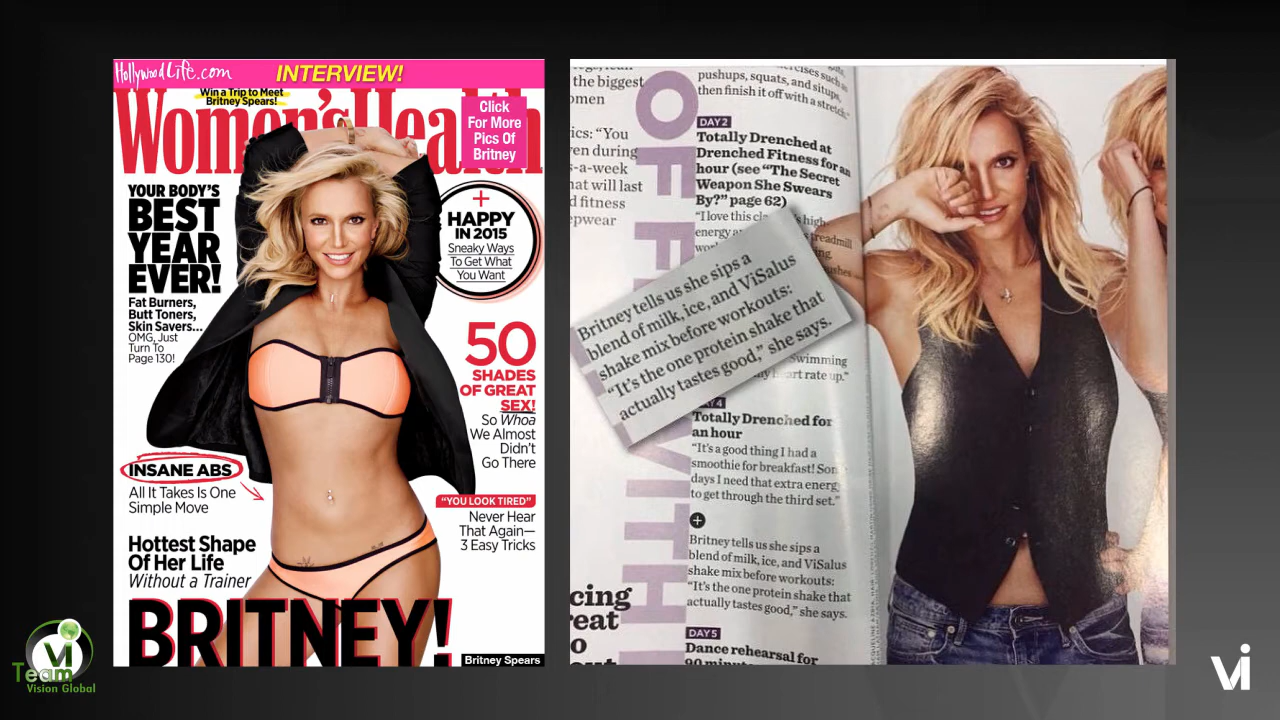 HollywoodLife.com
INTERVIEW!
Win a Trip to Meet
Britney Spears!
Women's Health
Click
For More
Pics Of
Britney
YOUR BODY'S
BEST
YEAR
EVER!
Fat Burners,
Butt Toners,
Skin Savers...
OMG, Just
Turn To
Page 130!
+
HAPPY
IN 2015
Sneaky Ways
To Get What
You Want
50
SHADES
OF GREAT
SEX!
So Whoa
We Almost
Didn't
Go There
INSANE ABS
All It Takes Is One
Simple Move
"YOU LOOK TIRED"
Never Hear
That Again—
3 Easy Tricks
Hottest Shape
Of Her Life
Without a Trainer
BRITNEY!
Britney Spears
the biggest
ics: "You
during
s-a-week
will last
fitness
OF F
WITH
pushups, squats, and situps,
then finish it off with a stretch."
DAY 2
Totally Drenched at
Drenched Fitness for an
hour (see "The Secret
Weapon She Swears
By?" page 62)
"I love this high-
energy
treadmill
Britney tells us she sips a
blend of milk, ice, and ViSalus
shake mix before workouts:
"It's the one protein shake that
actually tastes good," she says.
Swimming
rate up."
Totally Drenched for
an hour
"It's a good thing I had a
smoothie for breakfast! Some
days I need that extra energy
to get through the third set."
+
Britney tells us she sips a
blend of milk, ice, and ViSalus
shake mix before workouts:
"It's the one protein shake that
actually tastes good," she says.
DAY 5
Dance rehearsal for
vi
Team
Vision Global
vi